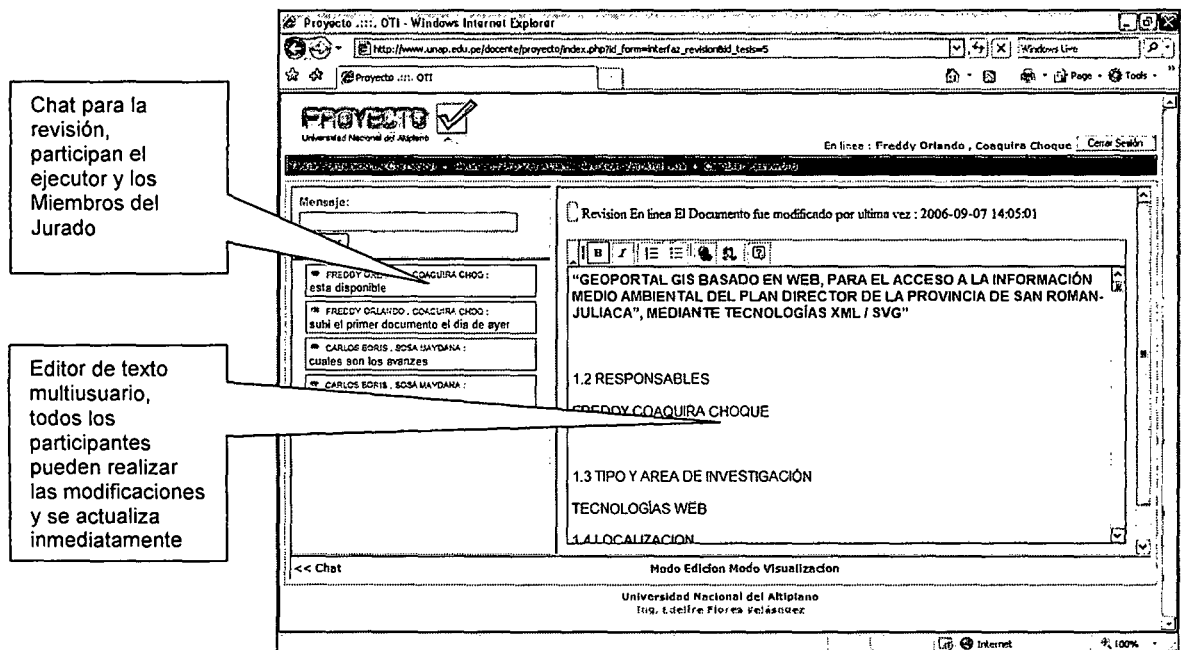 Proyecto .::::. OTI - Windows Internet Explorer
http://www.unap.edu.pe/docente/proyecto/index.php?id_form=interfaz_revision&id_tesis=5
Windows Live
Proyecto .::::. OTI
Page
Tools
Chat para la
revisión,
participan el
ejecutor y los
Miembros del
Jurado
PROYECTO
Universidad Nacional del Altiplano
En linea : Freddy Orlando , Coaquira Choque
Cerrar Sesión
Mensaje:
Revision En linea El Documento fue modificado por ultima vez : 2006-09-07 14:05:01
B I
FREDDY ORLANDO , COAQUIRA CHOQ :
esta disponible
FREDDY ORLANDO , COAQUIRA CHOQ :
subi el primer documento el dia de ayer
CARLOS BORIS , SOSA MAYDANA :
cuales son los avanzes
CARLOS BORIS , SOSA MAYDANA :
"GEOPORTAL GIS BASADO EN WEB, PARA EL ACCESO A LA INFORMACIÓN
MEDIO AMBIENTAL DEL PLAN DIRECTOR DE LA PROVINCIA DE SAN ROMAN-
JULIACA", MEDIANTE TECNOLOGÍAS XML / SVG"
1.2 RESPONSABLES
FREDDY COAQUIRA CHOQUE
1.3 TIPO Y AREA DE INVESTIGACIÓN
TECNOLOGÍAS WEB
1.4 LOCALIZACION
Editor de texto
multiusuario,
todos los
participantes
pueden realizar
las modificaciones
y se actualiza
inmediatamente
<< Chat
Modo Edicion Modo Visualizacion
Universidad Nacional del Altiplano
Ing. Edelfre Flores Velásquez
Internet
100%